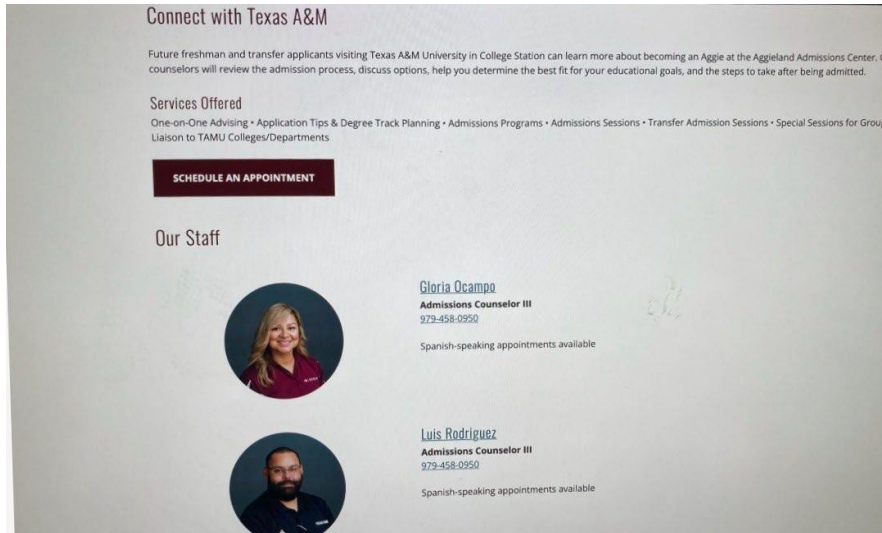 Connect with Texas A&M
Future freshman and transfer applicants visiting Texas A&M University in College Station can learn more about becoming an Aggie at the Aggieland Admissions Center.
counselors will review the admission process, discuss options, help you determine the best fit for your educational goals, and the steps to take after being admitted.
Services Offered
One-on-One Advising • Application Tips & Degree Track Planning • Admissions Programs • Admissions Sessions • Transfer Admission Sessions • Special Sessions for
Liaison to TAMU Colleges/Departments
SCHEDULE AN APPOINTMENT
Our Staff
Gloria Ocampo
Admissions Counselor III
979-458-0950
Spanish-speaking appointments available
Luis Rodriguez
Admissions Counselor III
979-458-0950
Spanish-speaking appointments available